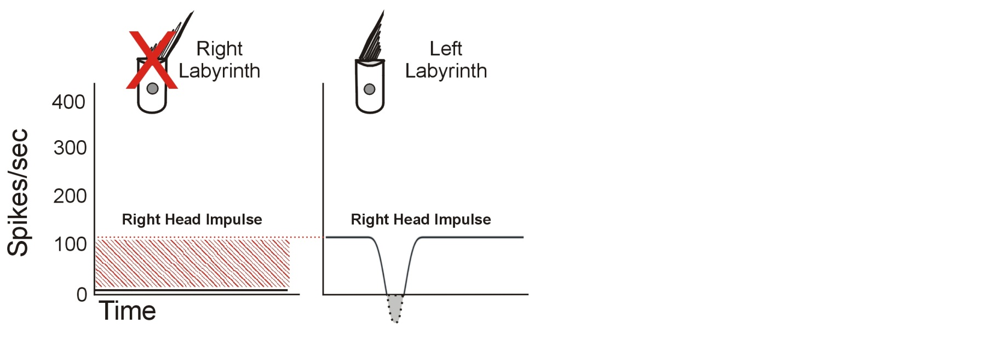 Right
Labyrinth
Left
Labyrinth
Spikes/sec
400
300
200
100
0
Right Head Impulse
Right Head Impulse
Time